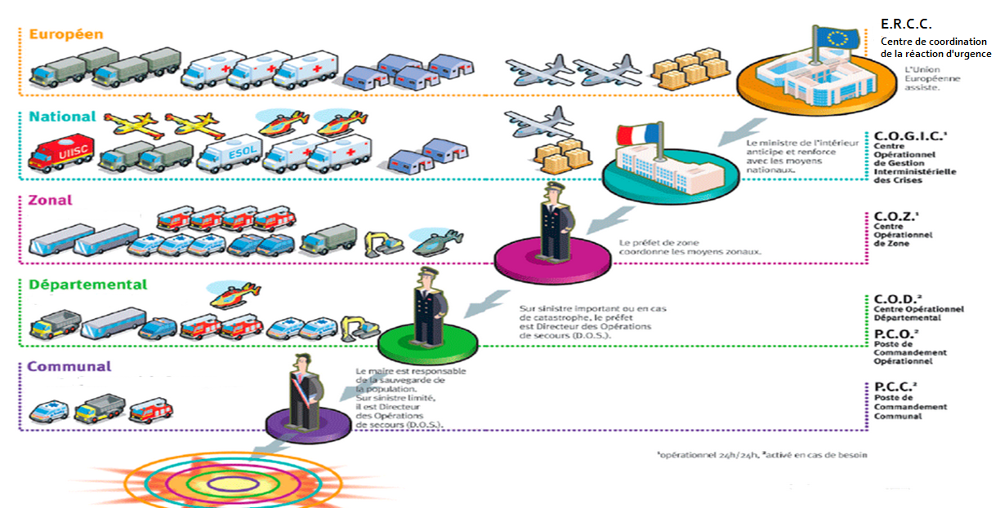 E.R.C.C.
Centre de coordination
de la réaction d'urgence
Européen
L'Union
Européenne
assiste.
National
UIISC
ESOL
Le ministre de l'intérieur
anticipe et renforce
avec les moyens
nationaux.
C.O.G.I.C.¹
Centre
Opérationnel
de Gestion
Interministérielle
des Crises
Zonal
Le préfet de zone
coordonne les moyens zonaux.
C.O.Z.¹
Centre
Opérationnel
de Zone
Départemental
Sur sinistre important ou en cas
de catastrophe, le préfet
est Directeur des Opérations
de secours (D.O.S.).
C.O.D.²
Centre Opérationnel
Départemental
P.C.O.²
Poste de
Commandement
Opérationnel
Communal
Le maire est responsable
de la sauvegarde de
la population.
Sur sinistre limité,
il est Directeur
des Opérations
de secours (D.O.S.).
P.C.C.²
Poste de
Commandement
Communal
¹opérationnel 24h/24h, ²activé en cas de besoin